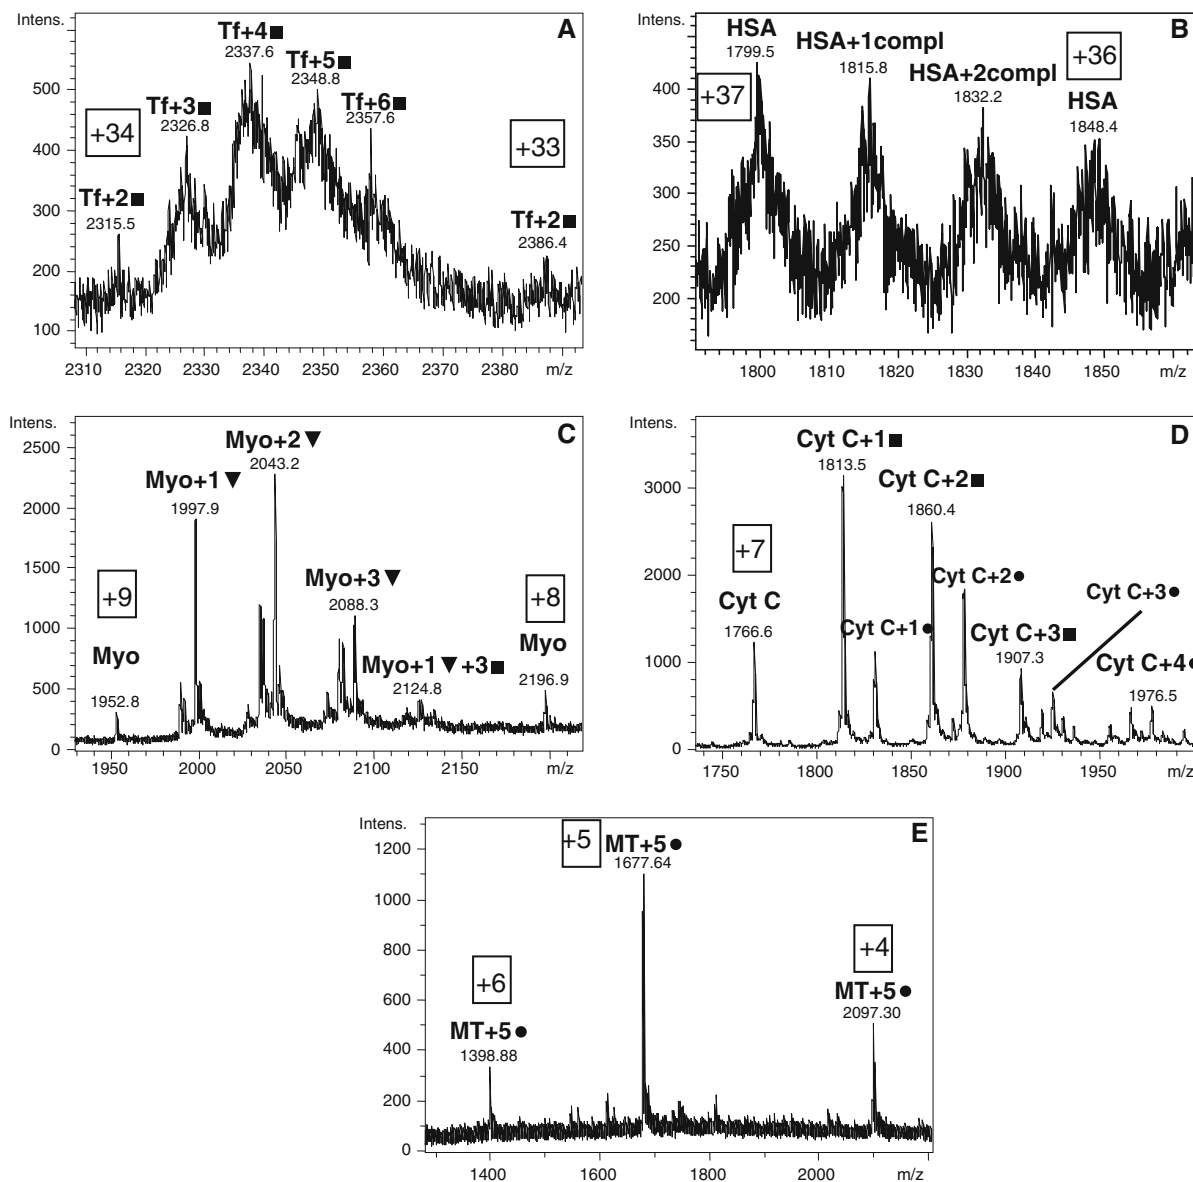 Intens.
A
Tf+4■
2337.6
Tf+5■
2348.8
Tf+6■
2357.6
Tf+3■
2326.8
+34
+33
Tf+2■
2315.5
Tf+2■
2386.4
500
400
300
200
100
2310 2320 2330 2340 2350 2360 2370 2380 m/z
Intens.
B
HSA
1799.5
HSA+1compl
1815.8
HSA+2compl
1832.2
+36
HSA
1848.4
+37
400
350
300
250
200
1800 1810 1820 1830 1840 1850 m/z
Intens.
C
Myo+2▼
2043.2
Myo+1▼
1997.9
Myo+3▼
2088.3
+9
Myo
1952.8
+8
Myo
2196.9
Myo+1▼+3■
2124.8
2500
2000
1500
1000
500
0
1950 2000 2050 2100 2150 m/z
Intens.
D
Cyt C+1■
1813.5
Cyt C+2■
1860.4
+7
Cyt C
1766.6
Cyt C+2●
Cyt C+3●
Cyt C+1●
Cyt C+3■
1907.3
Cyt C+4●
1976.5
3000
2000
1000
0
1750 1800 1850 1900 1950 m/z
Intens.
E
+5
MT+5●
1677.64
+4
MT+5●
2097.30
+6
MT+5●
1398.88
1200
1000
800
600
400
200
0
1400 1600 1800 2000 m/z